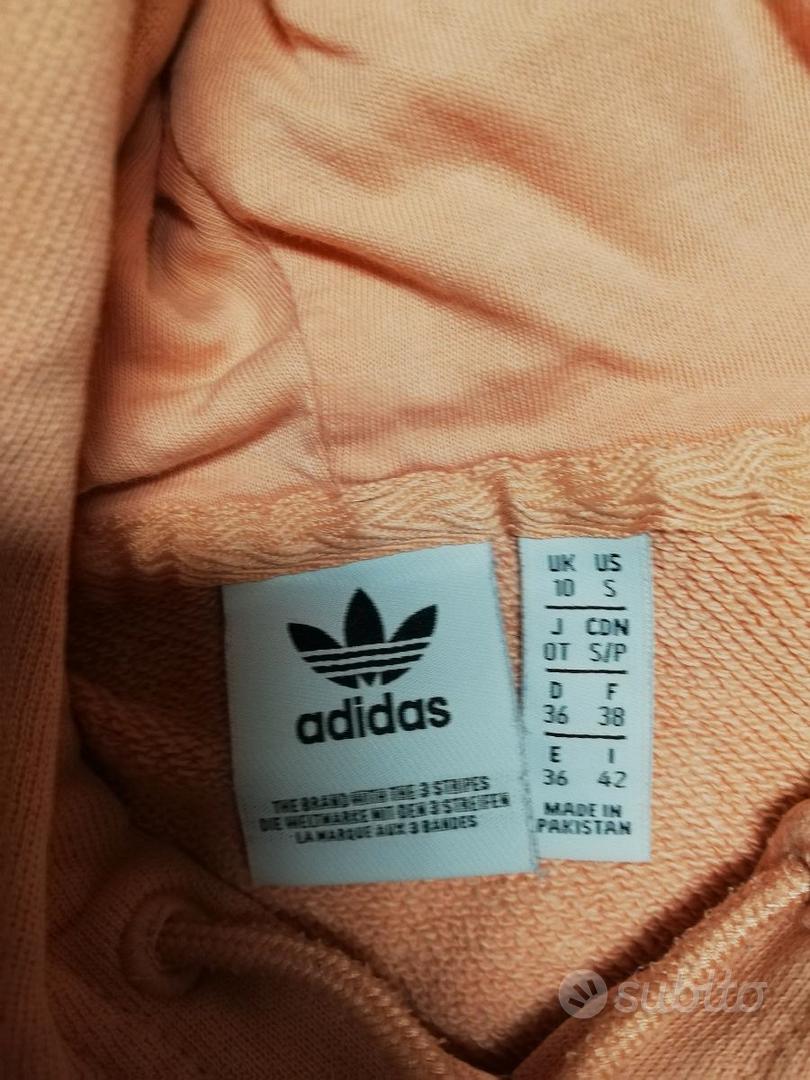 adidas
THE BRAND WITH THE 3 STRIPES
DIE WELTMARKE MIT DEN 3 STREIFEN
LA MARQUE AUX 3 BANDES
UK US
10 S
J CDN
OT S/P
D F
36 38
E I
36 42
MADE IN
PAKISTAN
subito